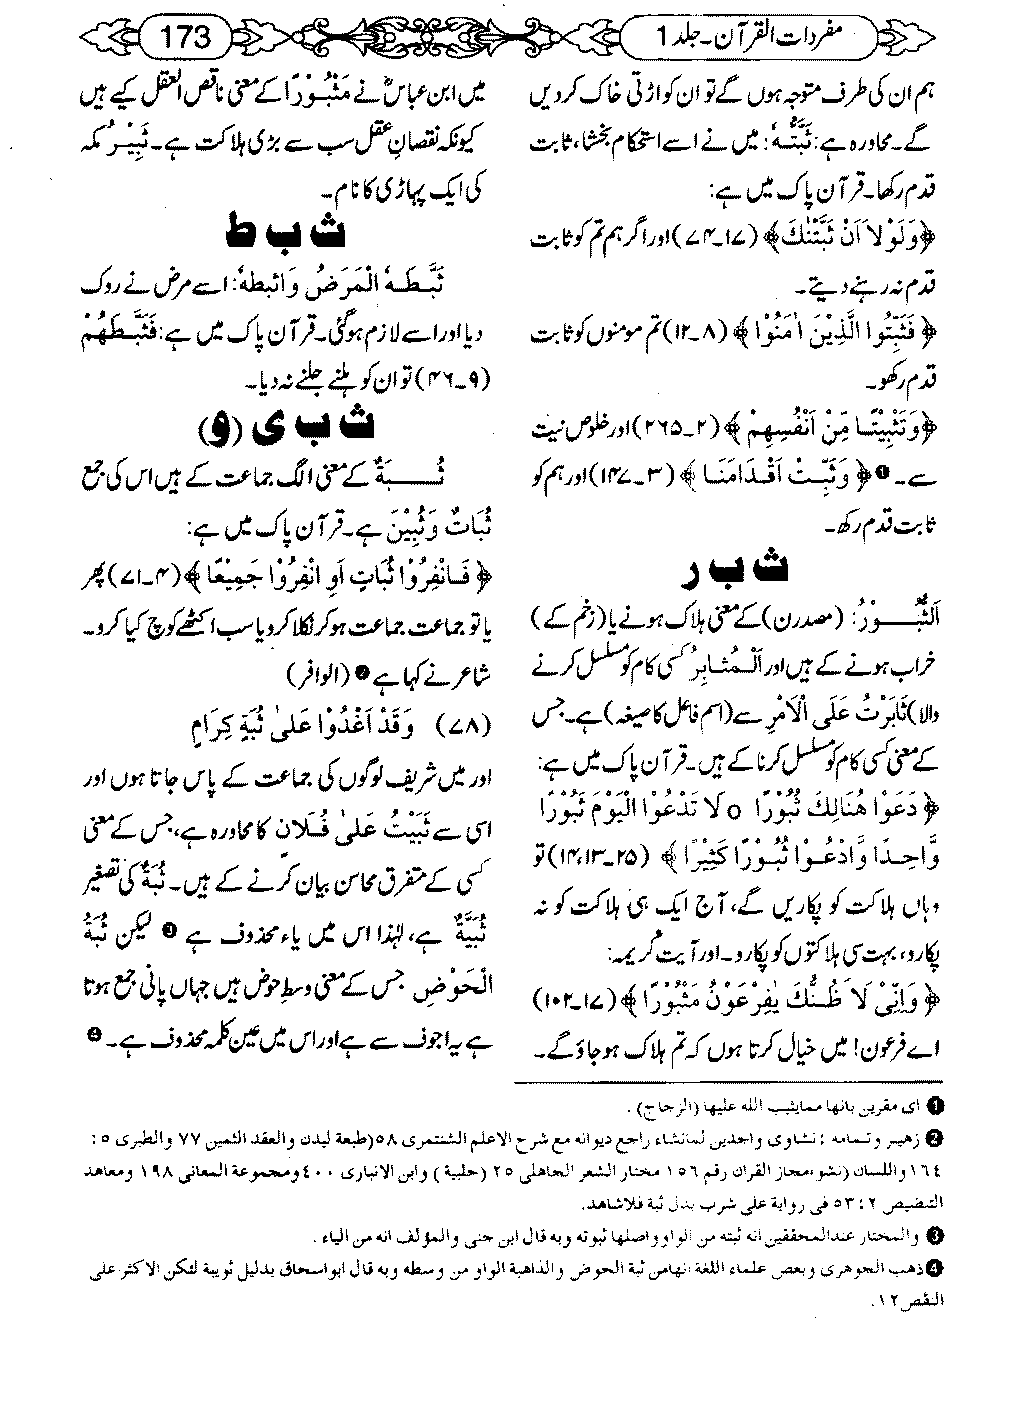 مفردات القرآن۔جلد 1
173
ہم ان کی طرف متوجہ ہوں گے تو ان کو اڑتی خاک کردیں
گے۔ محاورہ ہے: ثَبَّتُّهٗ: میں نے اسے استحکام بخشا، ثابت
قدم رکھا۔ قرآن پاک میں ہے:
﴿وَلَوْلَا اَنْ ثَبَّتْنٰكَ﴾ (۱۷۔۷۴) اور اگر ہم تم کو ثابت
قدم نہ رہنے دیتے۔
﴿فَثَبِّتُوا الَّذِيْنَ اٰمَنُوْا﴾ (۸۔۱۲) تم مومنوں کو ثابت
قدم رکھو۔
﴿وَتَثْبِيْتًا مِّنْ اَنْفُسِهِمْ﴾ (۲۔۲۶۵) اور خلوص نیت
سے۔❶ ﴿وَثَبِّتْ اَقْدَامَنَا﴾ (۳۔۱۴۷) اور ہم کو
ثابت قدم رکھ۔
ث ب ر
اَلثُّبُوْرُ: (مصدرن) کے معنی ہلاک ہونے یا (زخم کے)
خراب ہونے کے ہیں اور اَلْمُثَابِرُ کسی کام کو مسلسل کرنے
والا) ثَابَرْتُ عَلَى الْاَمْرِ سے (اسم فاعل کا صیغہ) ہے۔ جس
کے معنی کسی کام کو مسلسل کرنا کے ہیں۔ قرآن پاک میں ہے:
﴿دَعَوْا هُنَالِكَ ثُبُوْرًا o لَا تَدْعُوا الْيَوْمَ ثُبُوْرًا
وَّاحِدًا وَّادْعُوْا ثُبُوْرًا كَثِيْرًا﴾ (۲۵۔۱۳،۱۴) تو
وہاں ہلاکت کو پکاریں گے، آج ایک ہی ہلاکت کو نہ
پکارو، بہت سی ہلاکتوں کو پکارو۔ اور آیت کریمہ:
﴿وَاِنِّيْ لَاَظُنُّكَ يٰفِرْعَوْنُ مَثْبُوْرًا﴾ (۱۷۔۱۰۲)
اے فرعون! میں خیال کرتا ہوں کہ تم ہلاک ہو جاؤ گے۔
میں ابن عباسؓ نے مَثْبُوْرًا کے معنی ناقص العقل کیے ہیں
کیونکہ نقصانِ عقل سب سے بڑی ہلاکت ہے۔ ثَبِيْرٌ مکہ
کی ایک پہاڑی کا نام۔
ث ب ط
ثَبَّطَهُ الْمَرَضُ وَاثبطهٗ: اسے مرض نے روک
دیا اور اسے لازم ہوگئی۔ قرآن پاک میں ہے: فَثَبَّطَهُمْ
(۹۔۴۶) تو ان کو ہلنے جلنے نہ دیا۔
ث ب ی (و)
ثُبَةٌ کے معنی الگ جماعت کے ہیں اس کی جمع
ثُبَاتٌ وَثُبِيْنَ ہے۔ قرآن پاک میں ہے:
﴿فَانْفِرُوْا ثُبَاتٍ اَوِ انْفِرُوْا جَمِيْعًا﴾ (۴۔۷۱) پھر
یا تو جماعت جماعت ہوکر نکلا کرو یا سب اکٹھے کوچ کیا کرو۔
شاعر نے کہا ہے❷ (الوافر)
(۷۸) وَقَدْ اَغْدُوْا عَلٰى ثُبَةٍ كِرَامٍ
اور میں شریف لوگوں کی جماعت کے پاس جاتا ہوں اور
اسی سے ثَبَيْتُ عَلٰى فُلَانٍ کا محاورہ ہے، جس کے معنی
کسی کے متفرق محاسن بیان کرنے کے ہیں۔ ثُبَةٌ کی تصغیر
ثُبَيَّةٌ ہے، لہٰذا اس میں یاء محذوف ہے❸ لیکن ثُبَةُ
الْحَوْضِ جس کے معنی وسطِ حوض ہیں جہاں پانی جمع ہوتا
ہے یہ اجوف سے ہے اور اس میں عین کلمہ محذوف ہے۔❹
❶ ای مقرین بانها ممایثیب الله علیها (الزجاج) .
❷ زهیر وتمامه : نشاوی واجدین لمانشاء راجع دیوانه مع شرح الاعلم الشنتمری ۵۸ (طبعة لیدن والعقد الثمین ۷۷ والطبری ۵ :
۱۶۴ واللسان (نشو، مجاز القران رقم ۱۵۶ مختار الشعر الجاهلی ۲۵ (حلبیة) وابن الانباری ۴۰۰ ومجموعة المعانی ۱۹۸ ومعاهد
التنصیص ۲ : ۵۳ فی روایة علی شرب بدل ثبة فلاشاهد.
❸ والمختار عندالمحققین انه ثبته من الواو واصلها ثبوته وبه قال ابن جنی والمؤلف انه من الیاء .
❹ ذهب الجوهری وبعض علماء اللغة انهامن ثبة الحوض والذاهبة الواو من وسطه وبه قال ابواسحاق بدلیل ثویبة لتکن الاکثر علی
النقص ۱۲.